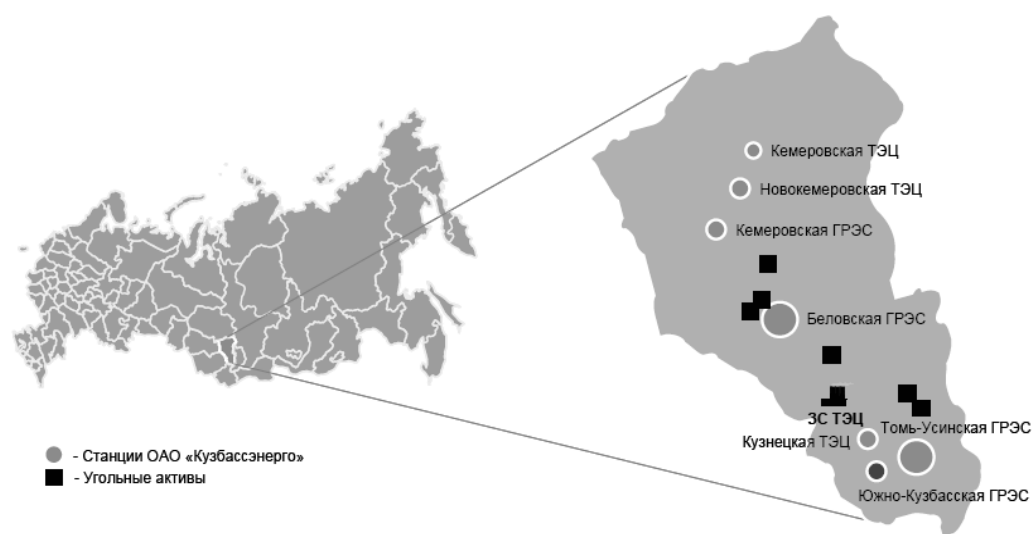 Кемеровская ТЭЦ
Новокемеровская ТЭЦ
Кемеровская ГРЭС
Беловская ГРЭС
ЗС ТЭЦ
Томь-Усинская ГРЭС
Кузнецкая ТЭЦ
Южно-Кузбасская ГРЭС
- Станции ОАО «Кузбассэнерго»
- Угольные активы